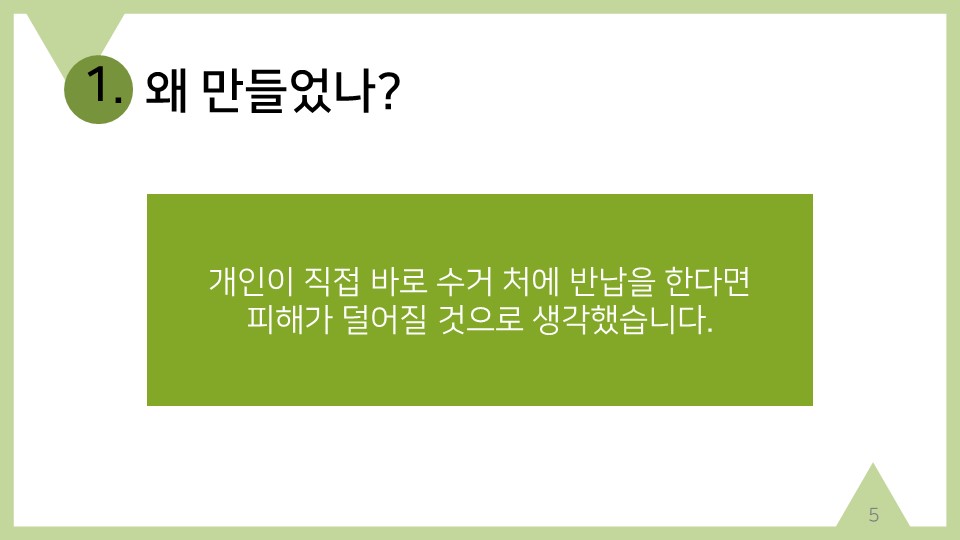 1. 왜 만들었나?
개인이 직접 바로 수거 처에 반납을 한다면
피해가 덜어질 것으로 생각했습니다.
5